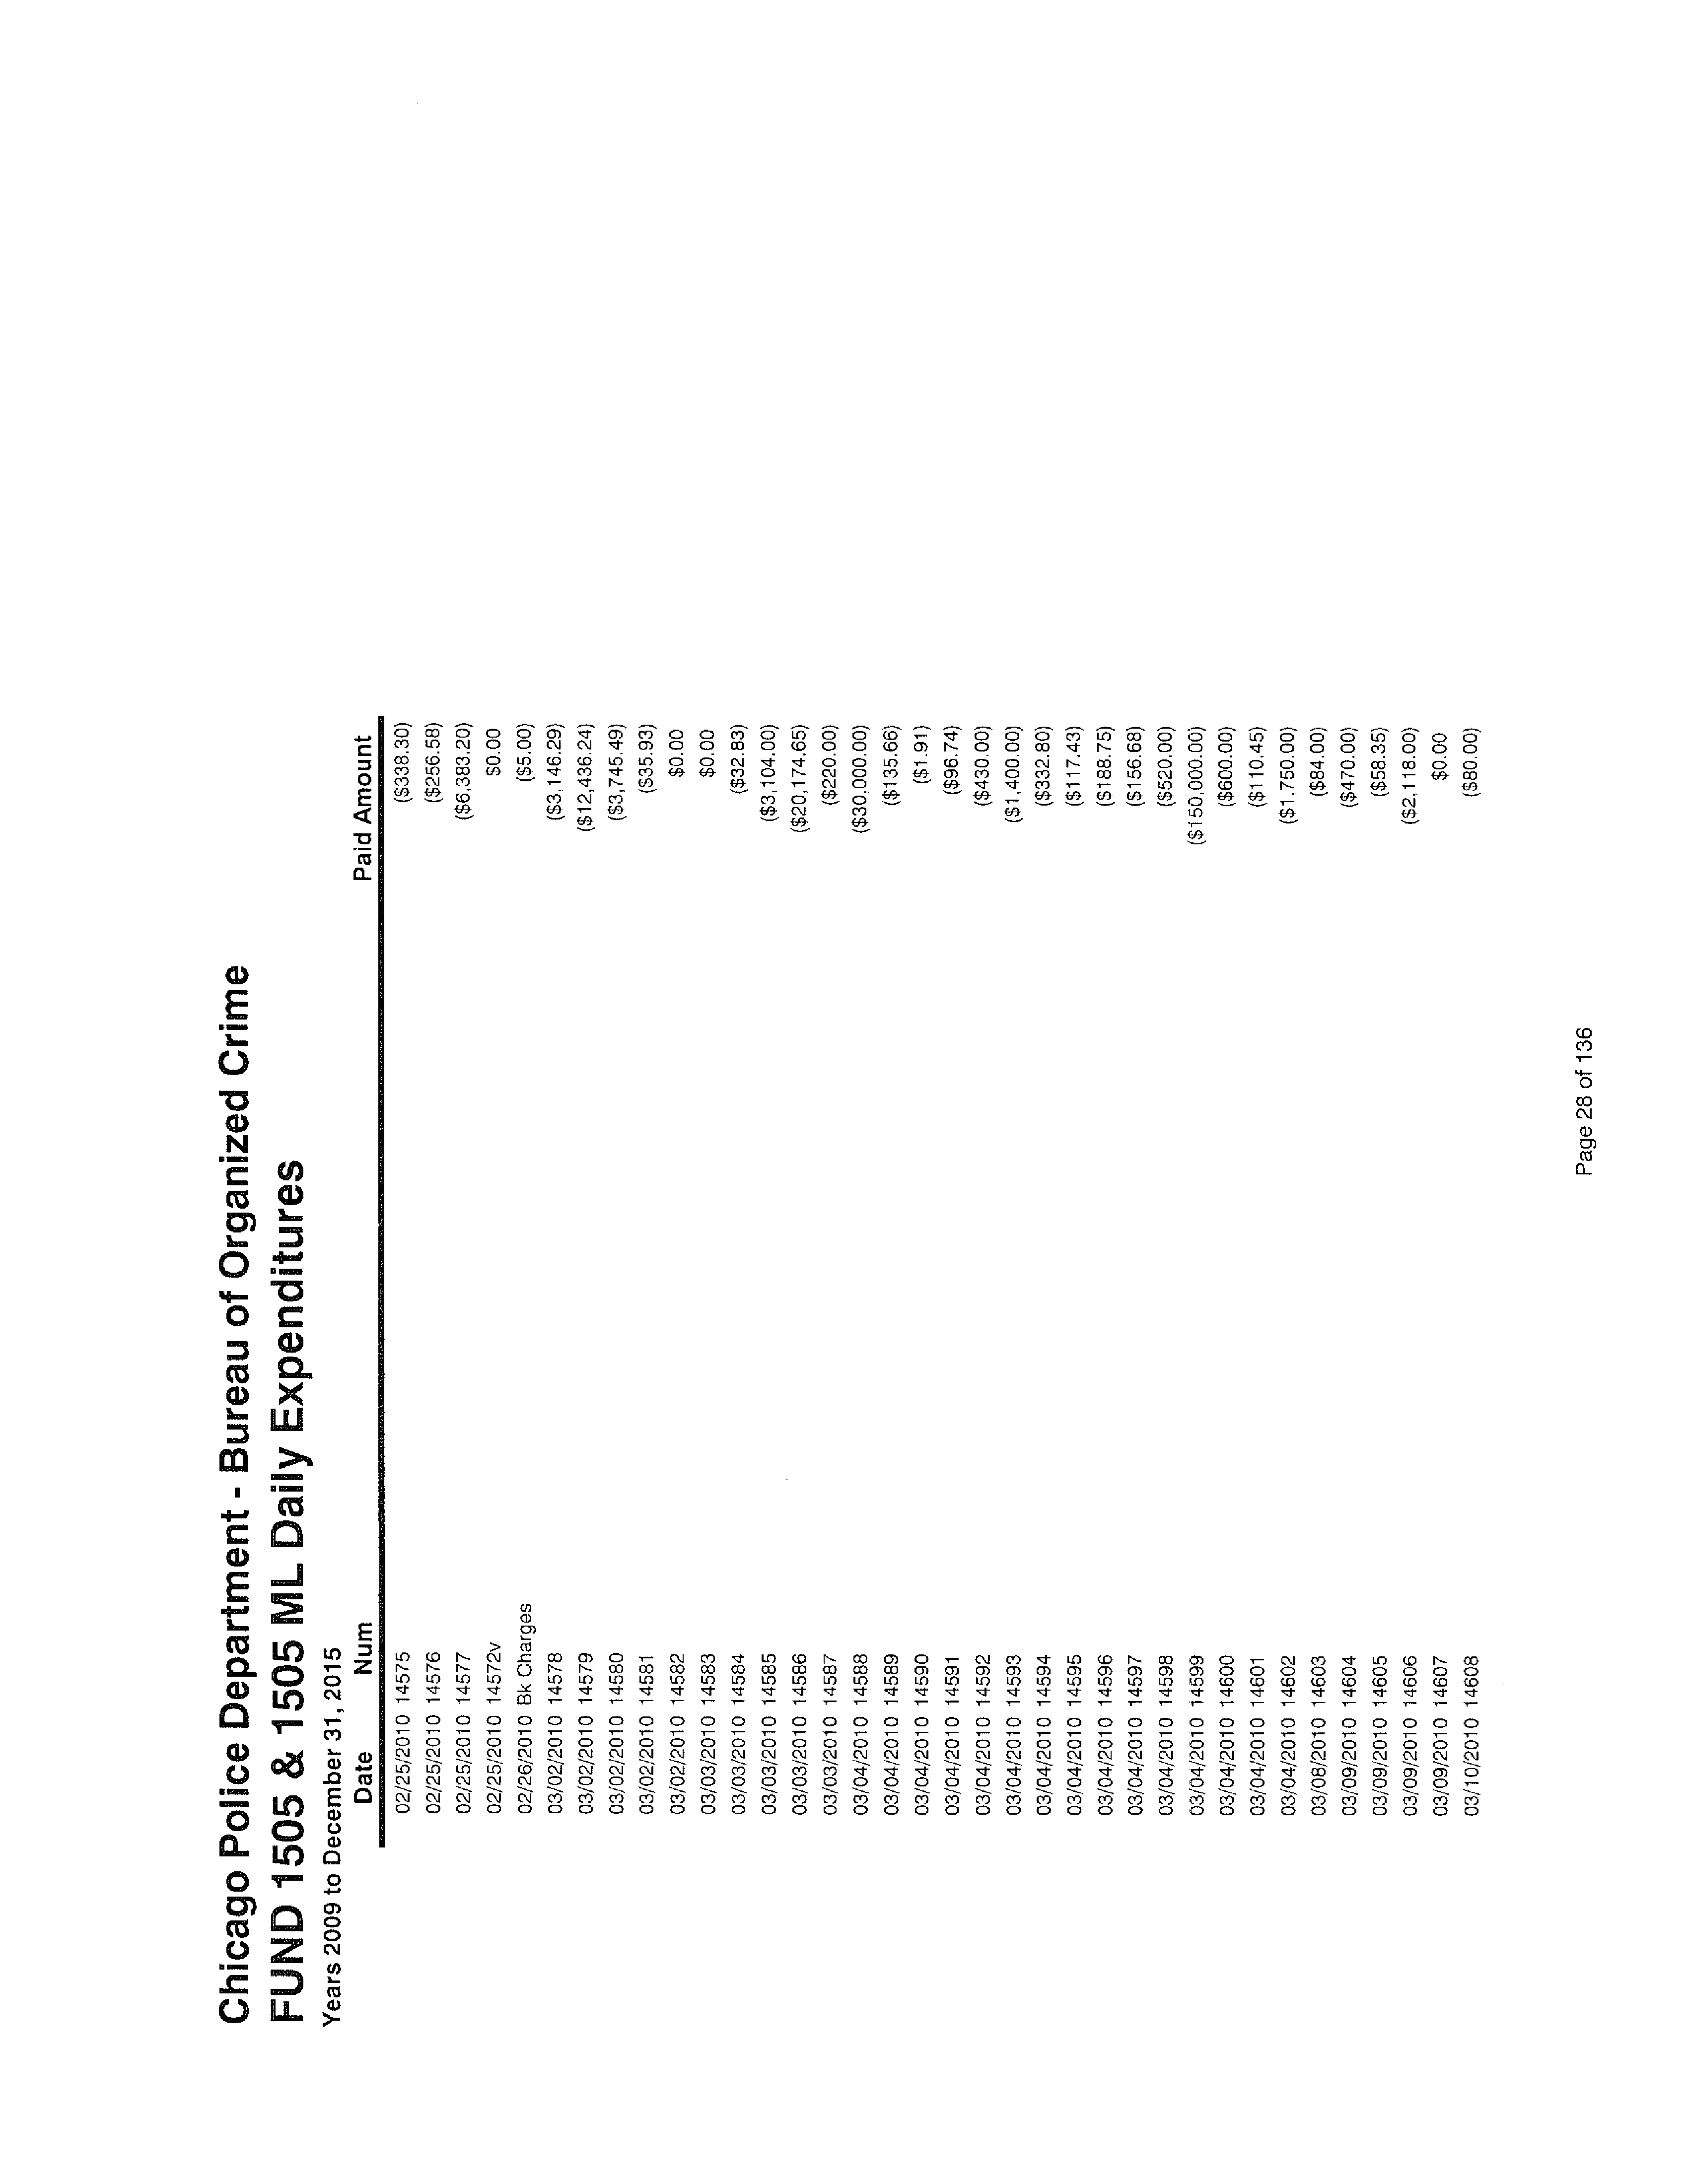 Chicago Police Department - Bureau of Organized Crime
FUND 1505 & 1505 ML Daily Expenditures
Years 2009 to December 31, 2015
Date Num Paid Amount
02/25/2010 14575 ($338.30)
02/25/2010 14576 ($256.58)
02/25/2010 14577 ($6,383.20)
02/25/2010 14572v $0.00
02/26/2010 Bk Charges ($5.00)
03/02/2010 14578 ($3,146.29)
03/02/2010 14579 ($12,436.24)
03/02/2010 14580 ($3,745.49)
03/02/2010 14581 ($35.93)
03/02/2010 14582 $0.00
03/03/2010 14583 $0.00
03/03/2010 14584 ($32.83)
03/03/2010 14585 ($3,104.00)
03/03/2010 14586 ($20,174.65)
03/03/2010 14587 ($220.00)
03/04/2010 14588 ($30,000.00)
03/04/2010 14589 ($135.66)
03/04/2010 14590 ($1.91)
03/04/2010 14591 ($96.74)
03/04/2010 14592 ($430.00)
03/04/2010 14593 ($1,400.00)
03/04/2010 14594 ($332.80)
03/04/2010 14595 ($117.43)
03/04/2010 14596 ($188.75)
03/04/2010 14597 ($156.68)
03/04/2010 14598 ($520.00)
03/04/2010 14599 ($150,000.00)
03/04/2010 14600 ($600.00)
03/04/2010 14601 ($110.45)
03/04/2010 14602 ($1,750.00)
03/08/2010 14603 ($84.00)
03/09/2010 14604 ($470.00)
03/09/2010 14605 ($58.35)
03/09/2010 14606 ($2,118.00)
03/09/2010 14607 $0.00
03/10/2010 14608 ($80.00)
Page 28 of 136